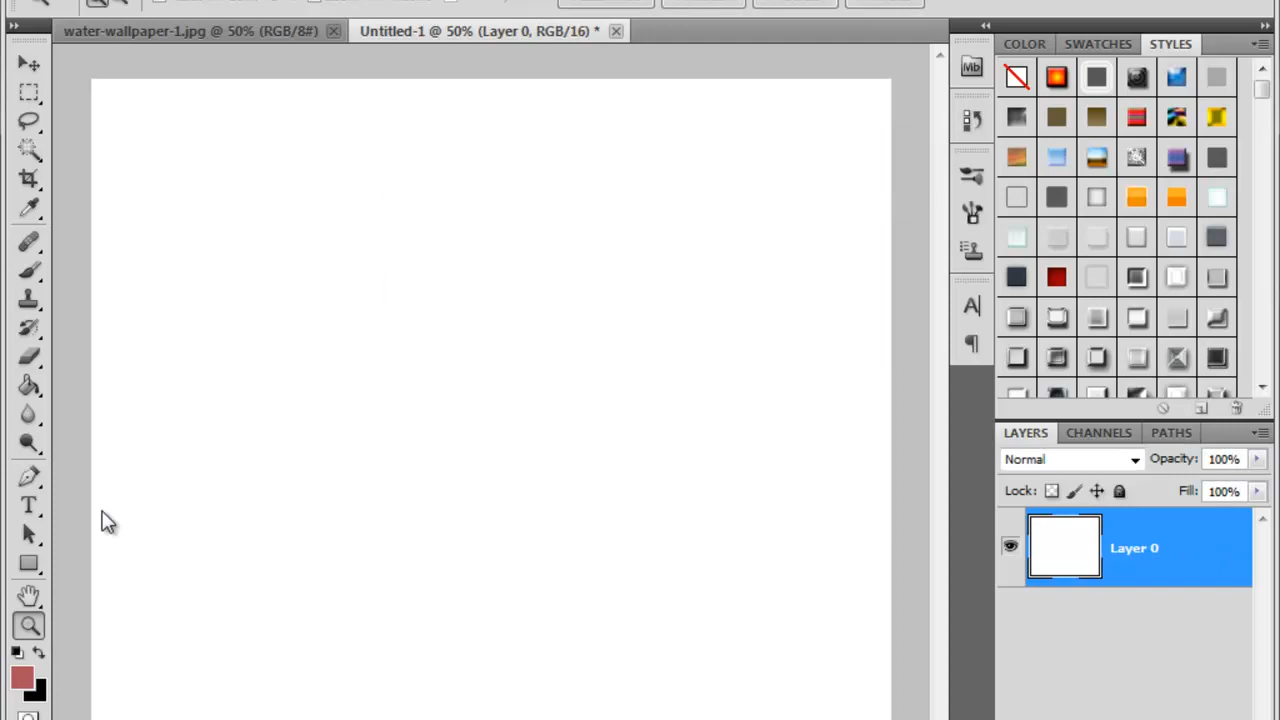 water-wallpaper-1.jpg @ 50% (RGB/8#)
Untitled-1 @ 50% (Layer 0, RGB/16) *
COLOR
SWATCHES
STYLES
Mb
A
T
LAYERS
CHANNELS
PATHS
Normal
Opacity: 100%
Lock:
Fill: 100%
Layer 0